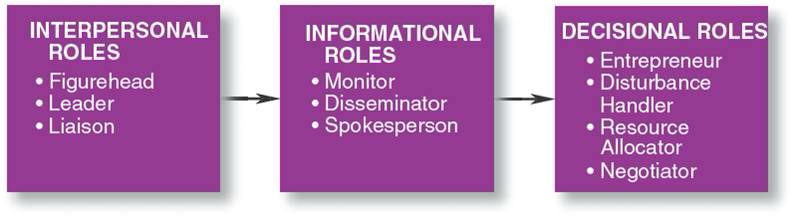 INTERPERSONAL
ROLES
• Figurehead
• Leader
• Liaison
INFORMATIONAL
ROLES
• Monitor
• Disseminator
• Spokesperson
DECISIONAL ROLES
• Entrepreneur
• Disturbance
Handler
• Resource
Allocator
• Negotiator